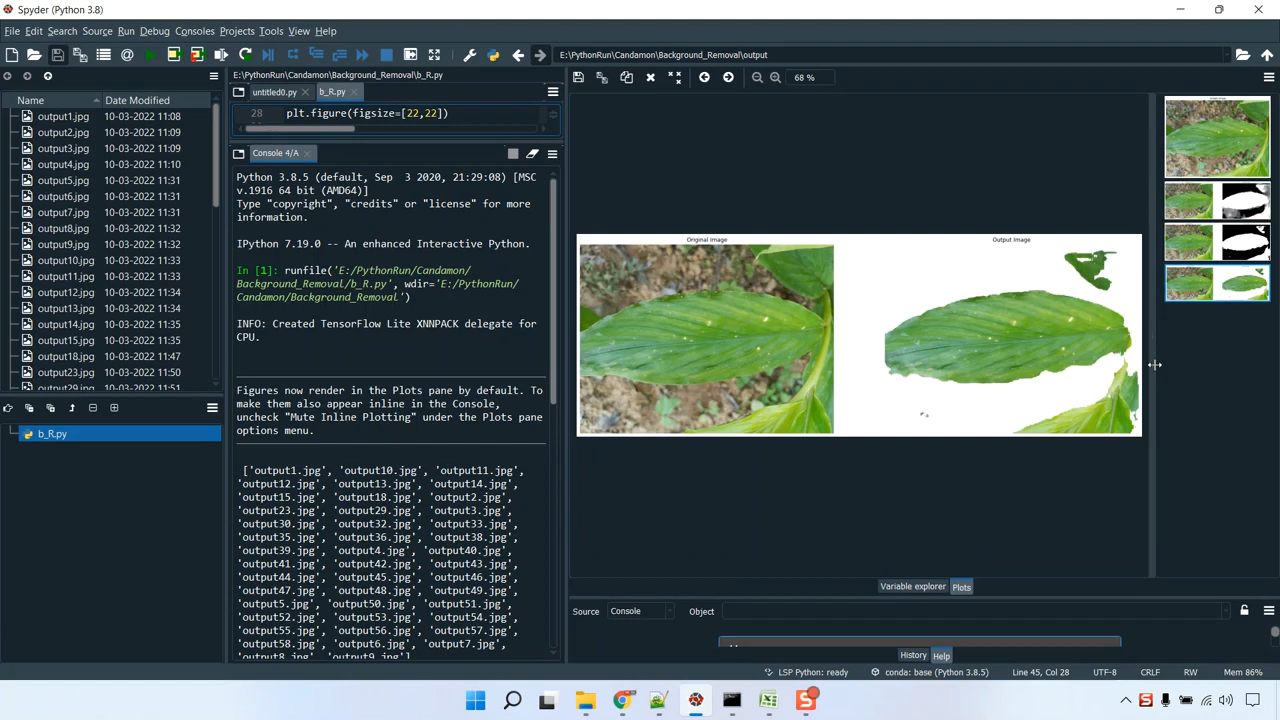 Spyder (Python 3.8)
File Edit Search Source Run Debug Consoles Projects Tools View Help
E:\PythonRun\Candamon\Background_Removal\output
Name Date Modified
output1.jpg 10-03-2022 11:08
output2.jpg 10-03-2022 11:09
output3.jpg 10-03-2022 11:09
output4.jpg 10-03-2022 11:10
output5.jpg 10-03-2022 11:31
output6.jpg 10-03-2022 11:31
output7.jpg 10-03-2022 11:31
output8.jpg 10-03-2022 11:32
output9.jpg 10-03-2022 11:32
output10.jpg 10-03-2022 11:33
output11.jpg 10-03-2022 11:33
output12.jpg 10-03-2022 11:34
output13.jpg 10-03-2022 11:34
output14.jpg 10-03-2022 11:35
output15.jpg 10-03-2022 11:35
output18.jpg 10-03-2022 11:47
output23.jpg 10-03-2022 11:50
output29.jpg 10-03-2022 11:51
b_R.py
E:\PythonRun\Candamon\Background_Removal\b_R.py
untitled0.py b_R.py
28 plt.figure(figsize=[22,22])
Console 4/A
Python 3.8.5 (default, Sep 3 2020, 21:29:08) [MSC
v.1916 64 bit (AMD64)]
Type "copyright", "credits" or "license" for more
information.
IPython 7.19.0 -- An enhanced Interactive Python.
In [1]: runfile('E:/PythonRun/Candamon/
Background_Removal/b_R.py', wdir='E:/PythonRun/
Candamon/Background_Removal')
INFO: Created TensorFlow Lite XNNPACK delegate for
CPU.
Figures now render in the Plots pane by default. To
make them also appear inline in the Console,
uncheck "Mute Inline Plotting" under the Plots pane
options menu.
['output1.jpg', 'output10.jpg', 'output11.jpg',
'output12.jpg', 'output13.jpg', 'output14.jpg',
'output15.jpg', 'output18.jpg', 'output2.jpg',
'output23.jpg', 'output29.jpg', 'output3.jpg',
'output30.jpg', 'output32.jpg', 'output33.jpg',
'output35.jpg', 'output36.jpg', 'output38.jpg',
'output39.jpg', 'output4.jpg', 'output40.jpg',
'output41.jpg', 'output42.jpg', 'output43.jpg',
'output44.jpg', 'output45.jpg', 'output46.jpg',
'output47.jpg', 'output48.jpg', 'output49.jpg',
'output5.jpg', 'output50.jpg', 'output51.jpg',
'output52.jpg', 'output53.jpg', 'output54.jpg',
'output55.jpg', 'output56.jpg', 'output57.jpg',
'output58.jpg', 'output6.jpg', 'output7.jpg',
'output8.jpg', 'output9.jpg']
68 %
Original Image Output Image
Variable explorer Plots
Source Console Object
History Help
LSP Python: ready conda: base (Python 3.8.5) Line 45, Col 28 UTF-8 CRLF RW Mem 86%